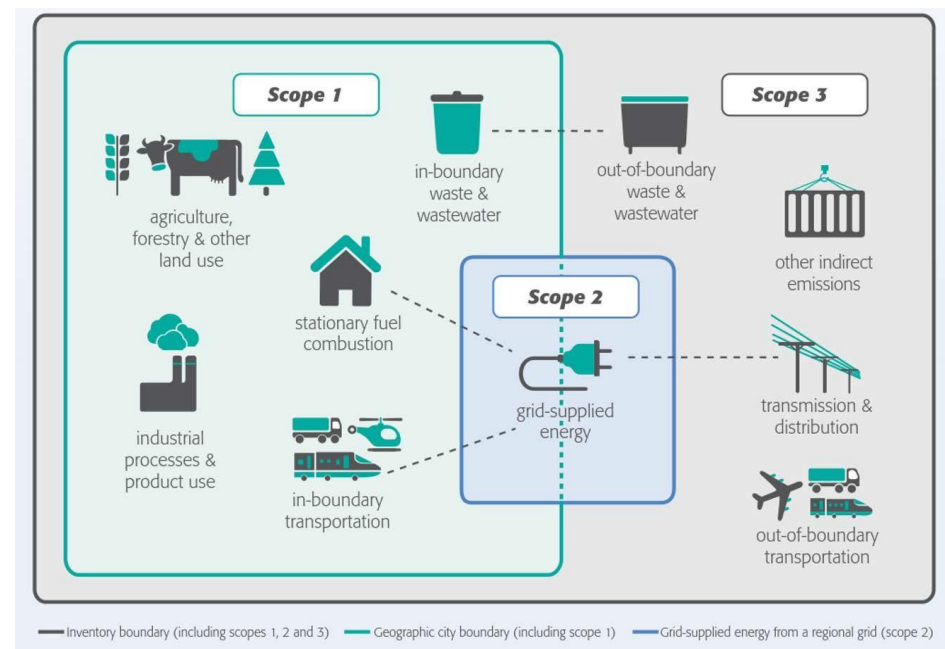 Scope 1
Scope 3
in-boundary
waste &
wastewater
out-of-boundary
waste &
wastewater
agriculture,
forestry & other
land use
other indirect
emissions
Scope 2
stationary fuel
combustion
grid-supplied
energy
transmission &
distribution
industrial
processes &
product use
in-boundary
transportation
out-of-boundary
transportation
Inventory boundary (including scopes 1, 2 and 3)
Geographic city boundary (including scope 1)
Grid-supplied energy from a regional grid (scope 2)